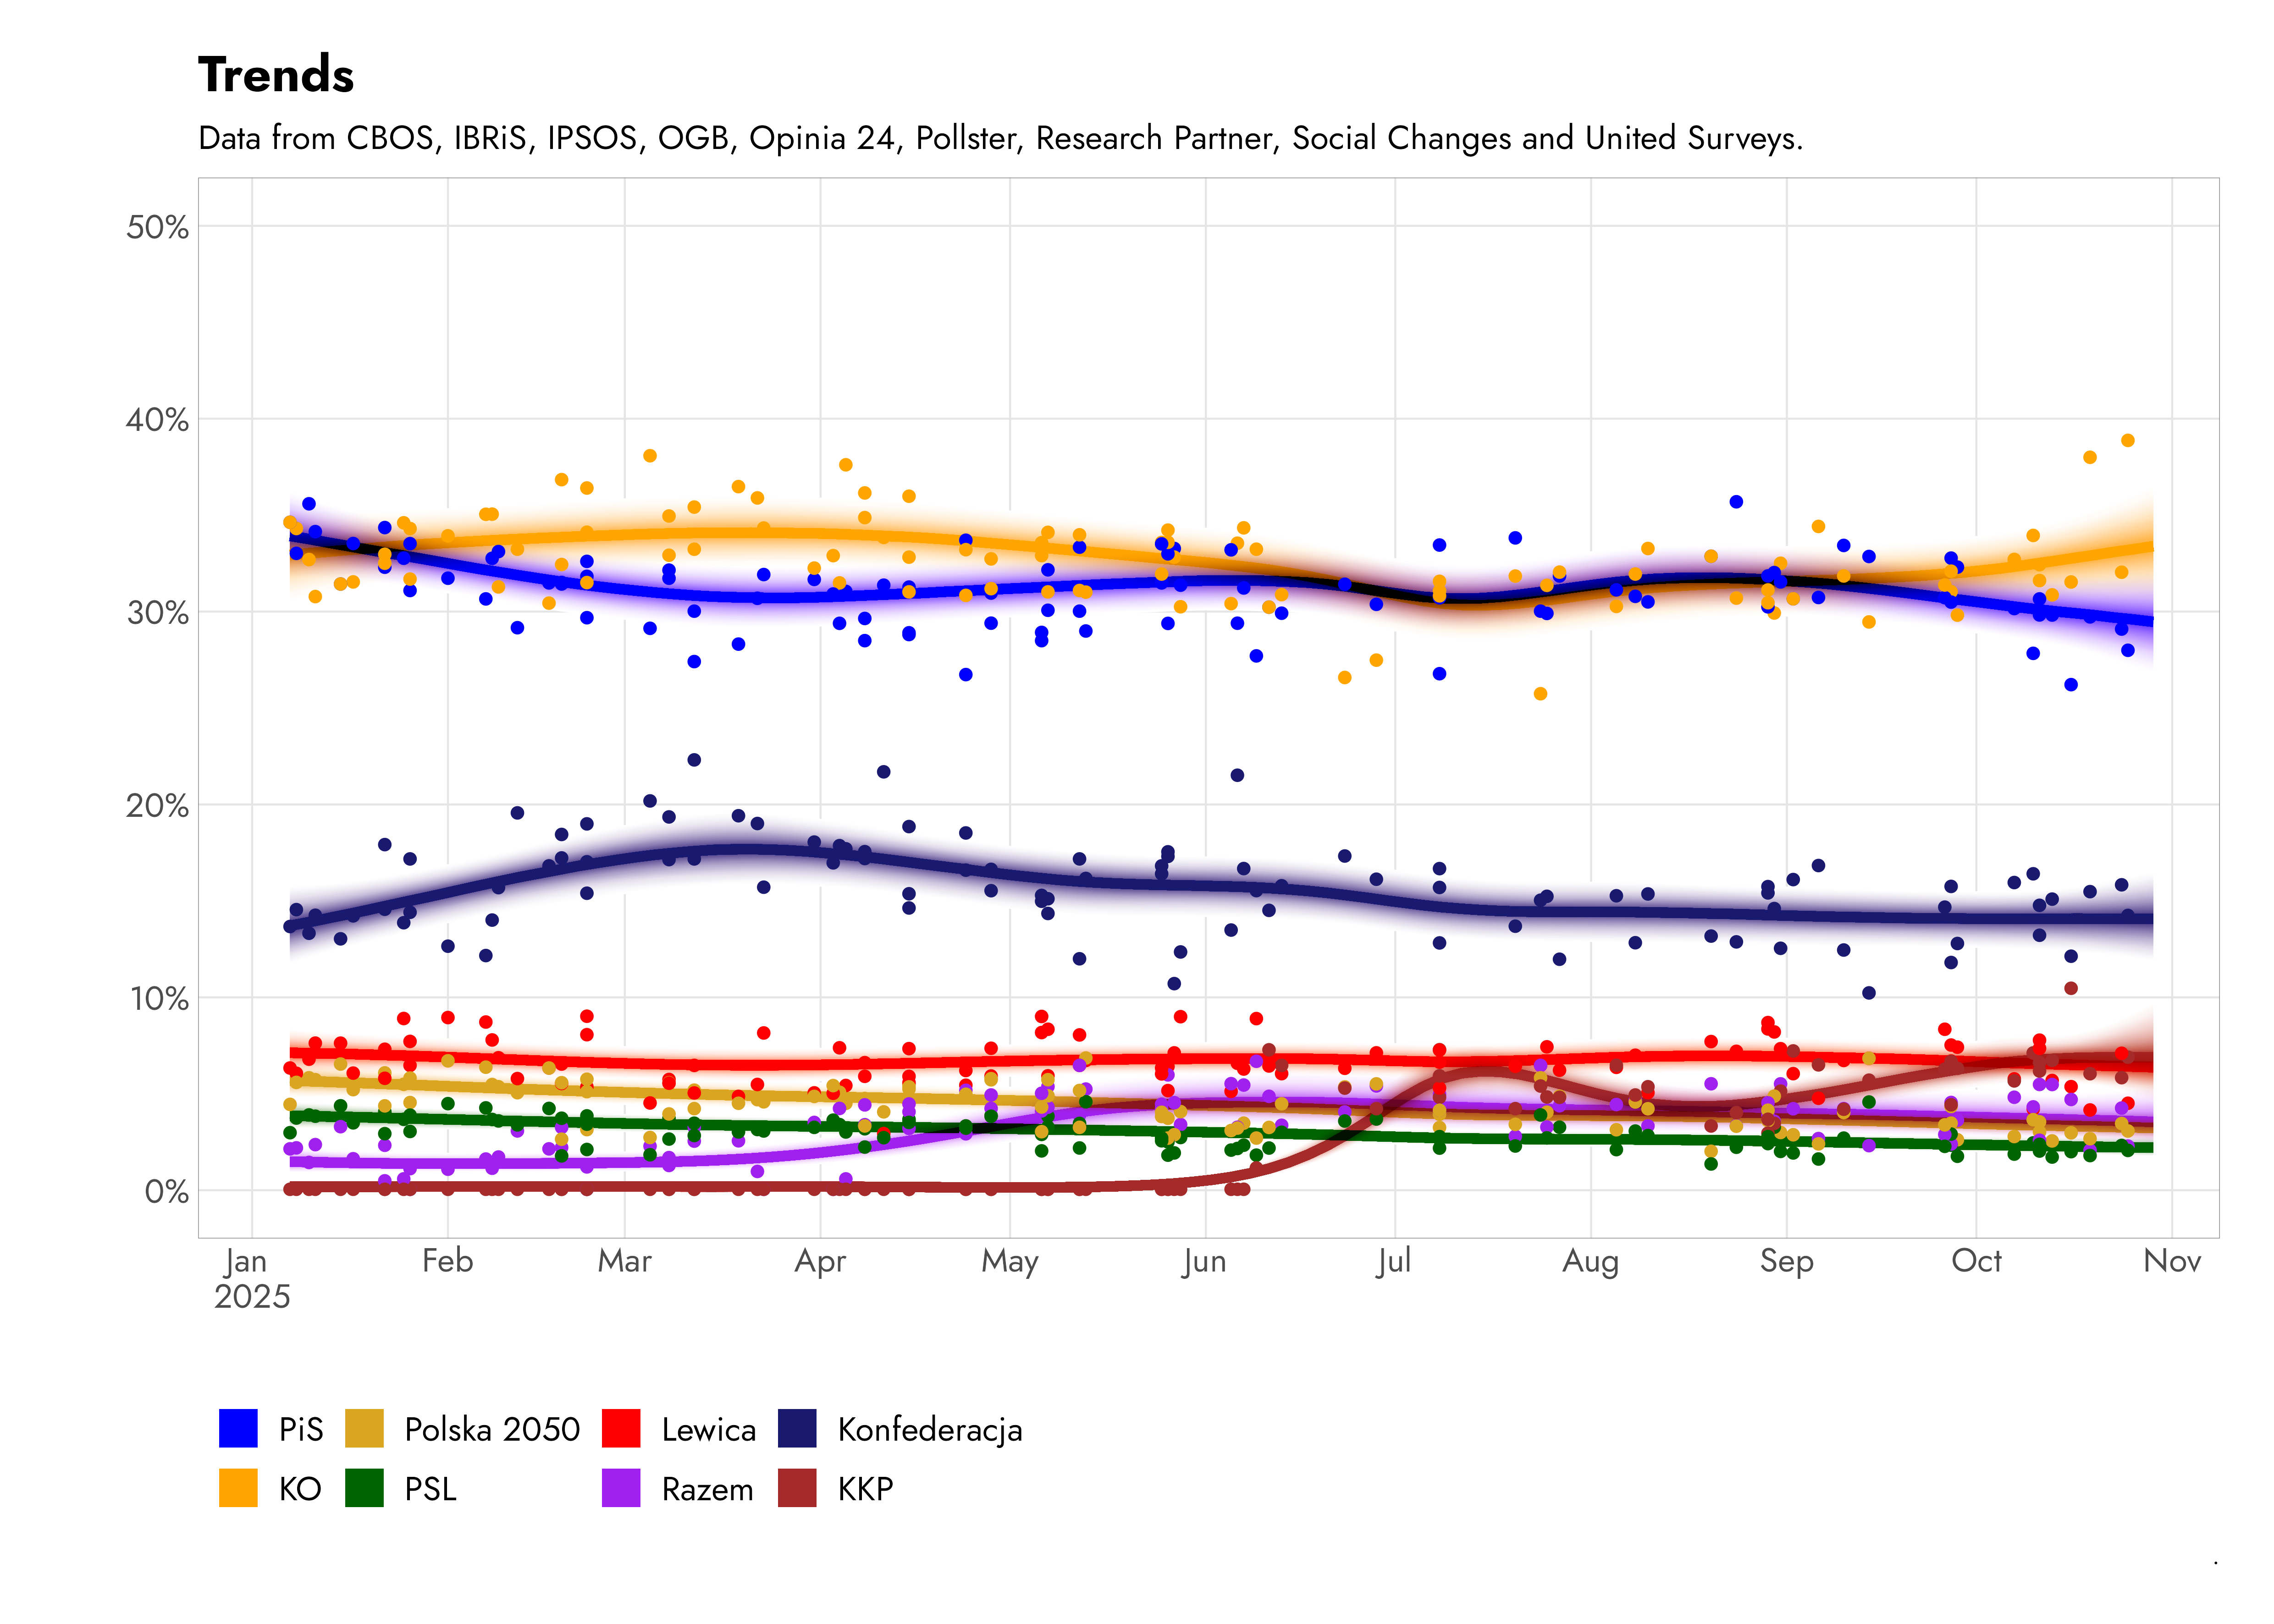 Trends
Data from CBOS, IBRiS, IPSOS, OGB, Opinia 24, Pollster, Research Partner, Social Changes and United Surveys.
50%
40%
30%
20%
10%
0%
Jan Feb Mar Apr May Jun Jul Aug Sep Oct Nov
2025
PiS Polska 2050 Lewica Konfederacja
KO PSL Razem KKP
.